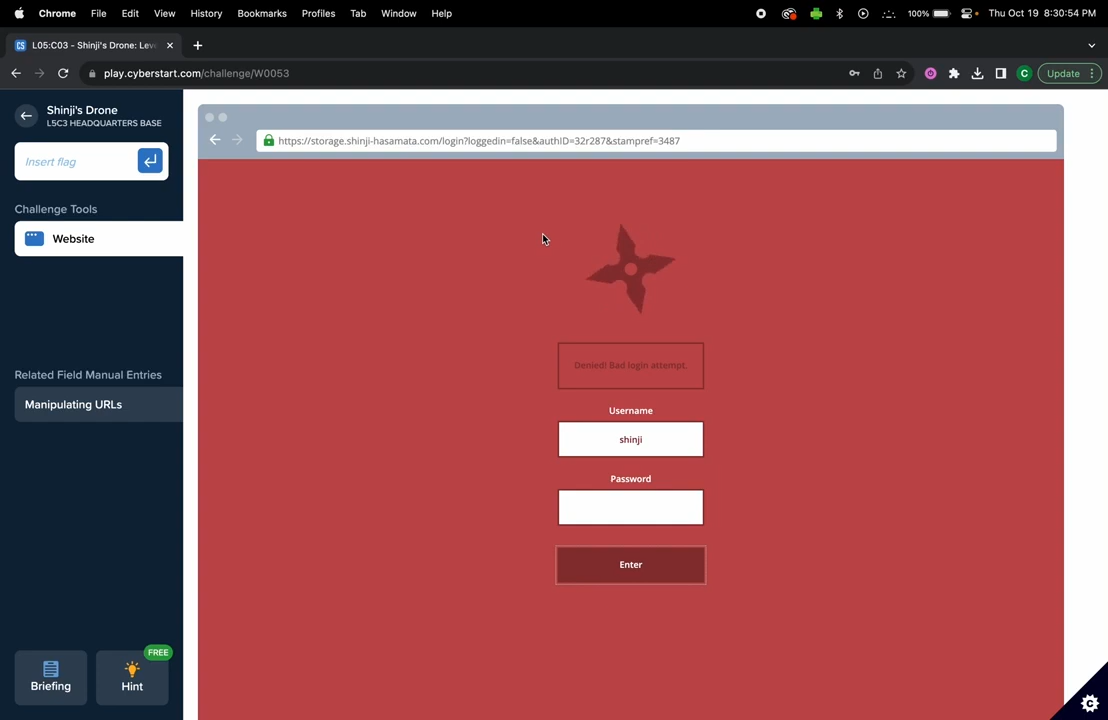 Chrome File Edit View History Bookmarks Profiles Tab Window Help 100% Thu Oct 19 8:30:54 PM
CS L05:C03 - Shinji's Drone: Lev
play.cyberstart.com/challenge/W0053 C Update
Shinji's Drone
L5C3 HEADQUARTERS BASE
Insert flag
Challenge Tools
Website
Related Field Manual Entries
Manipulating URLs
FREE
Briefing
Hint
https://storage.shinji-hasamata.com/login?loggedin=false&authID=32r287&stampref=3487
Denied! Bad login attempt.
Username
shinji
Password
Enter
C